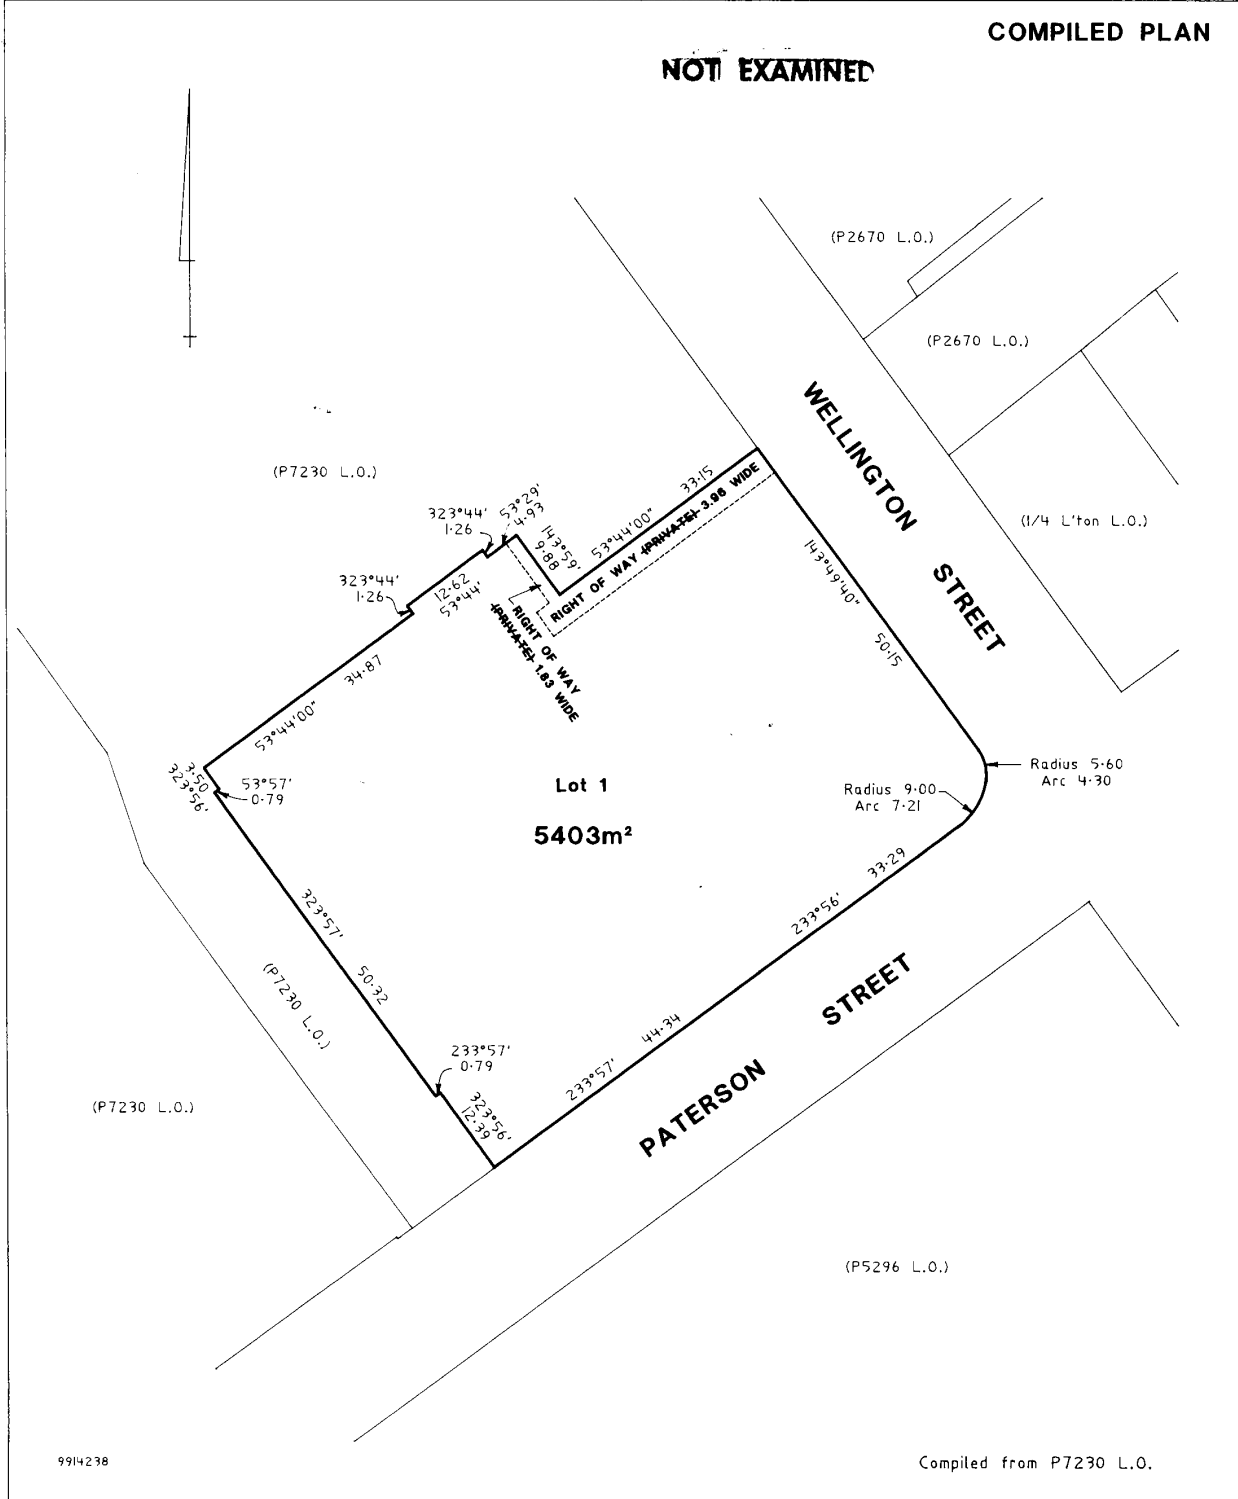 COMPILED PLAN
NOT EXAMINED
(P2670 L.O.)
(P2670 L.O.)
WELLINGTON STREET
(P7230 L.O.)
(1/4 L'ton L.O.)
323°44'
1·26
53°29'
4·93
143°59'
9·88
53°44'00"
33·15
RIGHT OF WAY (PRIVATE) 3.96 WIDE
323°44'
1·26
12·62
53°44'
RIGHT OF WAY
(PRIVATE) 1.83 WIDE
143°49'40"
50·15
53°44'00"
34·87
3·50
323°56'
53°57'
0·79
Lot 1
5403m²
Radius 5·60
Arc 4·30
Radius 9·00
Arc 7·21
33·29
233°56'
323°57'
50·32
(P7230 L.O.)
PATERSON STREET
44·34
233°57'
233°57'
0·79
323°56'
12·39
(P7230 L.O.)
(P5296 L.O.)
9914238
Compiled from P7230 L.O.